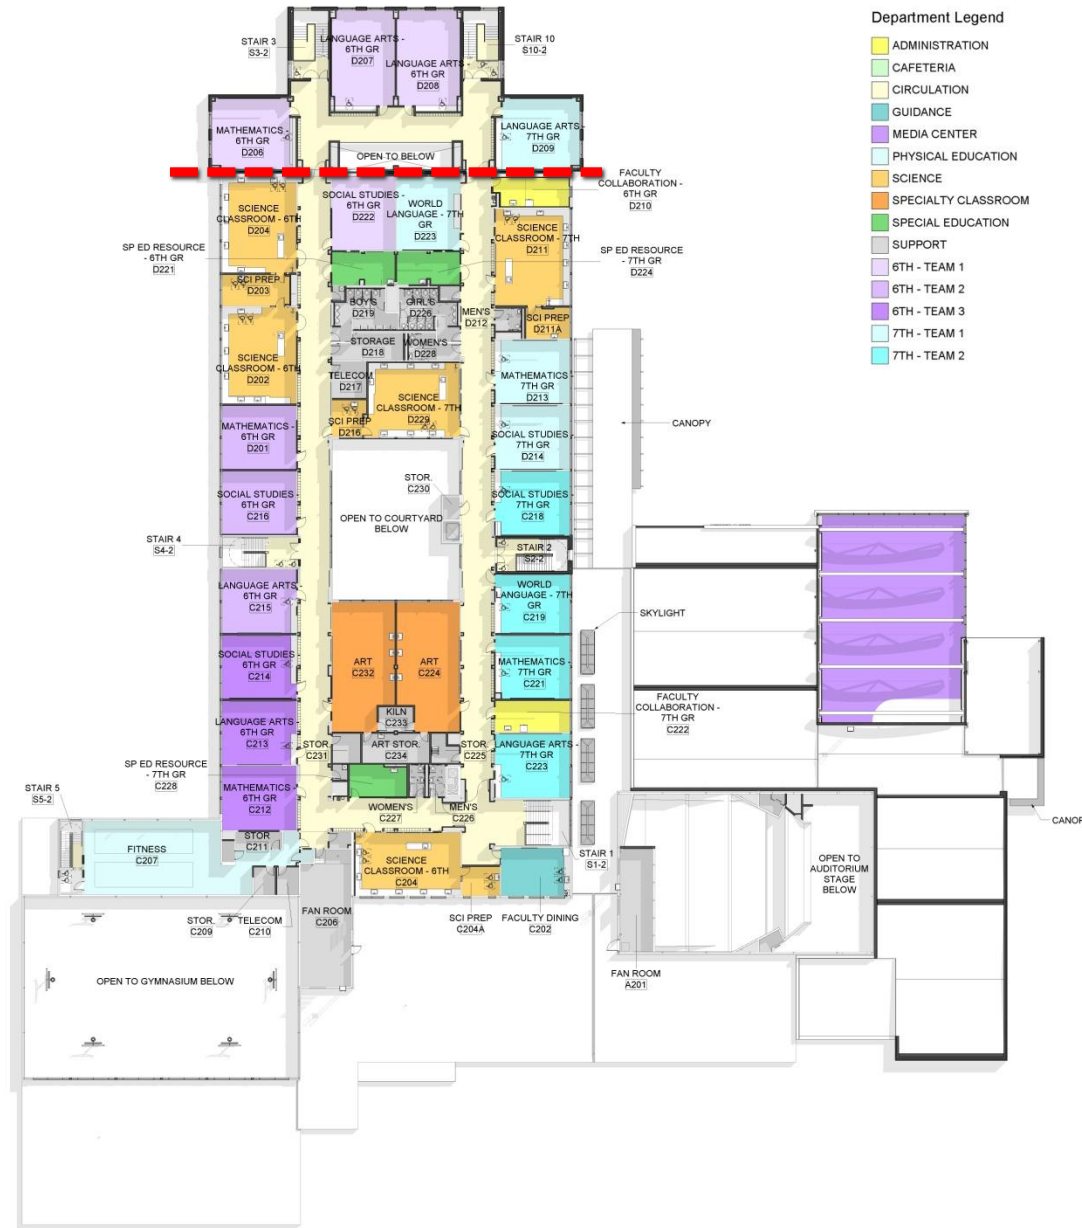 Department Legend
ADMINISTRATION
CAFETERIA
CIRCULATION
GUIDANCE
MEDIA CENTER
PHYSICAL EDUCATION
SCIENCE
SPECIALTY CLASSROOM
SPECIAL EDUCATION
SUPPORT
6TH - TEAM 1
6TH - TEAM 2
6TH - TEAM 3
7TH - TEAM 1
7TH - TEAM 2
STAIR 3
S3-2
LANGUAGE ARTS -
6TH GR
D207
LANGUAGE ARTS -
6TH GR
D208
STAIR 10
S10-2
MATHEMATICS -
6TH GR
D206
OPEN TO BELOW
LANGUAGE ARTS -
7TH GR
D209
FACULTY
COLLABORATION -
6TH GR
D210
SCIENCE
CLASSROOM - 6TH
D204
SOCIAL STUDIES -
6TH GR
D222
WORLD
LANGUAGE - 7TH
GR
D223
SCIENCE
CLASSROOM - 7TH
D211
SP ED RESOURCE
- 6TH GR
D221
SP ED RESOURCE
- 7TH GR
D224
SCI PREP
D203
BOY'S
D219
GIRL'S
D226
MEN'S
D212
SCI PREP
D211A
STORAGE
D218
WOMEN'S
D228
SCIENCE
CLASSROOM - 6TH
D202
TELECOM
D217
SCIENCE
CLASSROOM - 7TH
D229
MATHEMATICS -
7TH GR
D213
SCI PREP
D216
MATHEMATICS -
6TH GR
D201
SOCIAL STUDIES -
7TH GR
D214
CANOPY
SOCIAL STUDIES -
6TH GR
C216
STOR.
C230
SOCIAL STUDIES -
7TH GR
C218
OPEN TO COURTYARD
BELOW
STAIR 4
S4-2
STAIR 2
S2-2
LANGUAGE ARTS -
6TH GR
C215
WORLD
LANGUAGE - 7TH
GR
C219
SKYLIGHT
SOCIAL STUDIES -
6TH GR
C214
ART
C232
ART
C224
MATHEMATICS -
7TH GR
C221
FACULTY
COLLABORATION -
7TH GR
C222
LANGUAGE ARTS -
6TH GR
C213
KILN
C233
STOR.
C231
ART STOR.
C234
STOR.
C225
LANGUAGE ARTS -
7TH GR
C223
SP ED RESOURCE
- 7TH GR
C228
MATHEMATICS -
6TH GR
C212
WOMEN'S
C227
MEN'S
C226
STAIR 5
S5-2
STOR
C211
FITNESS
C207
STAIR 1
S1-2
CANOP
SCIENCE
CLASSROOM - 6TH
C204
OPEN TO
AUDITORIUM
STAGE
BELOW
STOR.
C209
TELECOM
C210
FAN ROOM
C206
SCI PREP
C204A
FACULTY DINING
C202
FAN ROOM
A201
OPEN TO GYMNASIUM BELOW